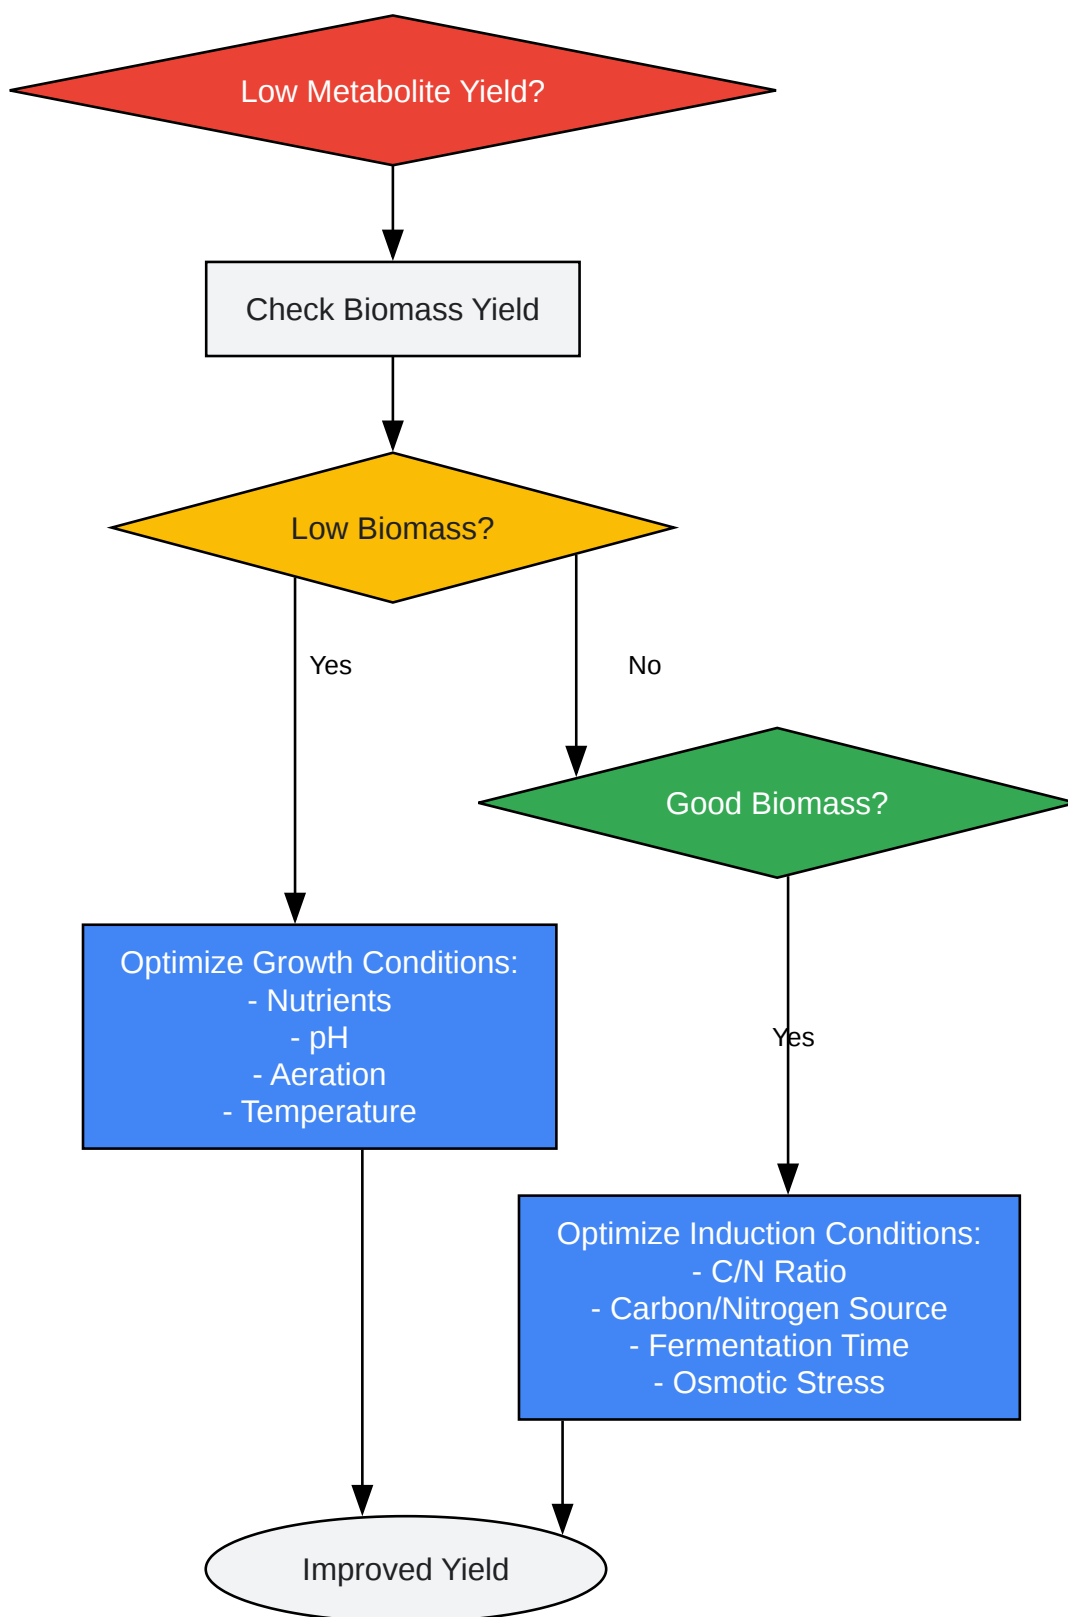 Low Metabolite Yield?
Check Biomass Yield
Low Biomass?
Yes
No
Good Biomass?
Optimize Growth Conditions:
- Nutrients
- pH
- Aeration
- Temperature
Yes
Optimize Induction Conditions:
- C/N Ratio
- Carbon/Nitrogen Source
- Fermentation Time
- Osmotic Stress
Improved Yield